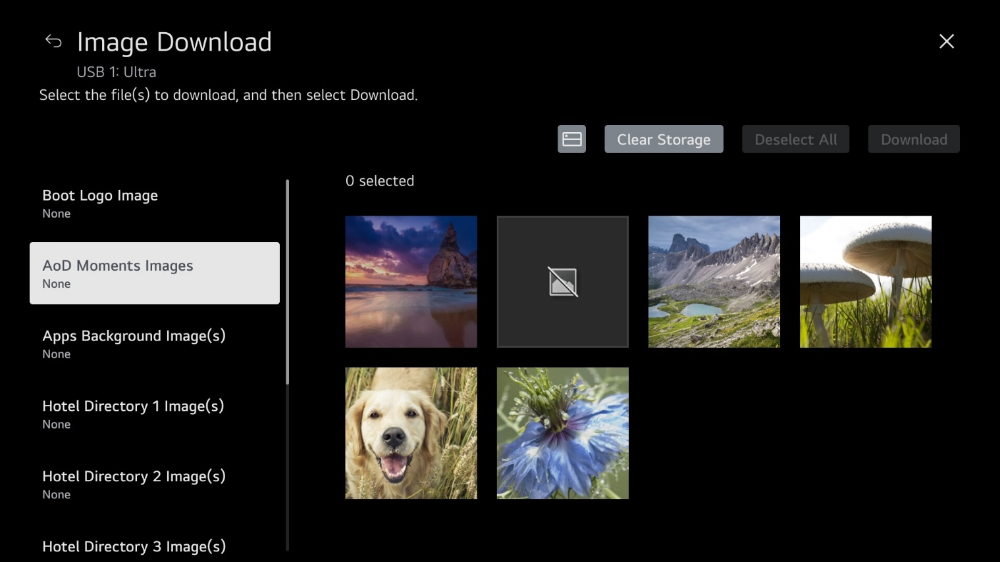 Image Download
USB 1: Ultra
Select the file(s) to download, and then select Download.
Clear Storage
Deselect All
Download
0 selected
Boot Logo Image
None
AoD Moments Images
None
Apps Background Image(s)
None
Hotel Directory 1 Image(s)
None
Hotel Directory 2 Image(s)
None
Hotel Directory 3 Image(s)